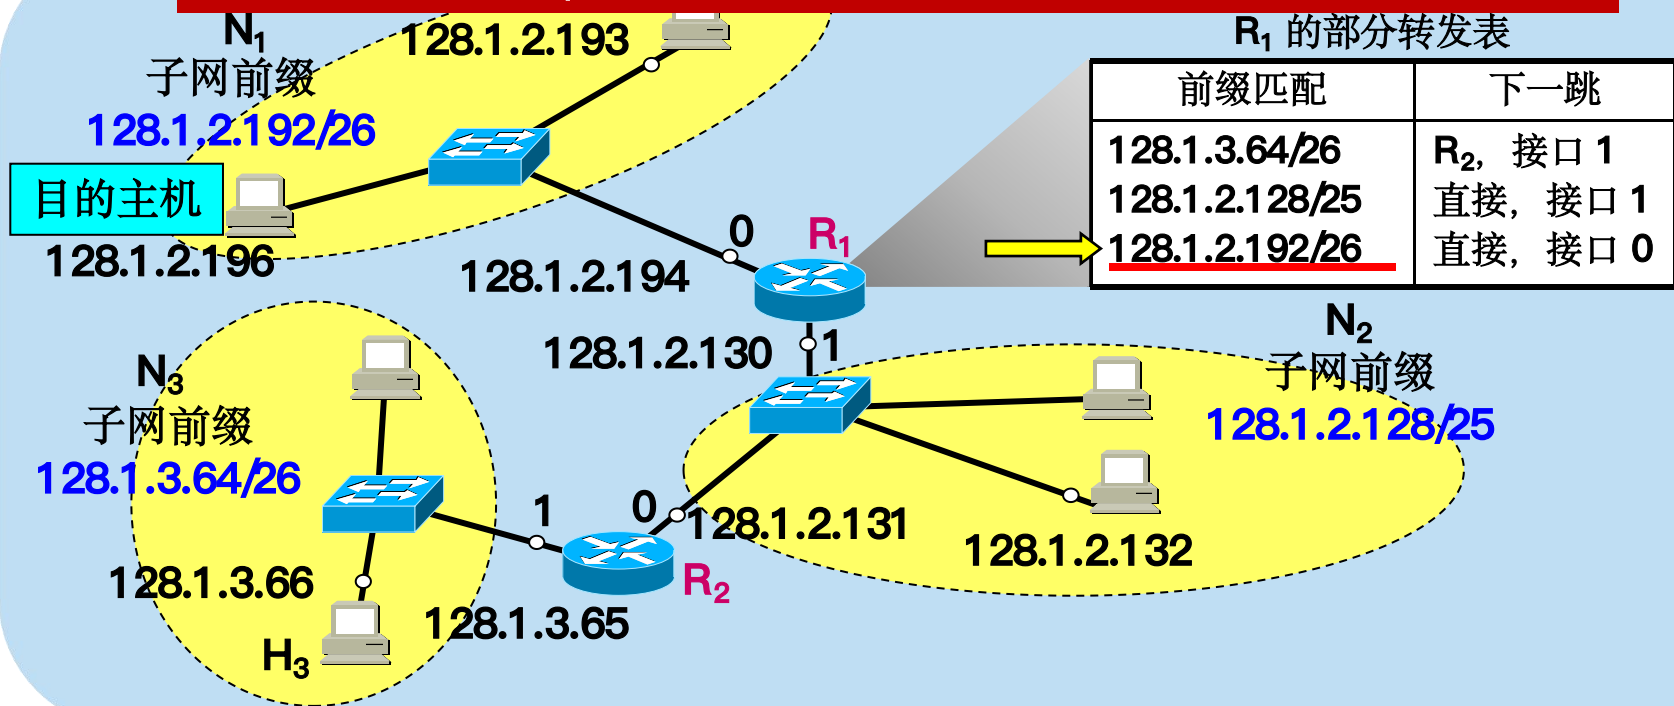 N1
子网前缀
128.1.2.192/26
128.1.2.193
目的主机
128.1.2.196
R1 的部分转发表
前缀匹配 下一跳
128.1.3.64/26 R2，接口 1
128.1.2.128/25 直接，接口 1
128.1.2.192/26 直接，接口 0
0
R1
128.1.2.194
128.1.2.130
1
N2
子网前缀
128.1.2.128/25
N3
子网前缀
128.1.3.64/26
1
0
128.1.2.131
128.1.2.132
R2
128.1.3.66
128.1.3.65
H3